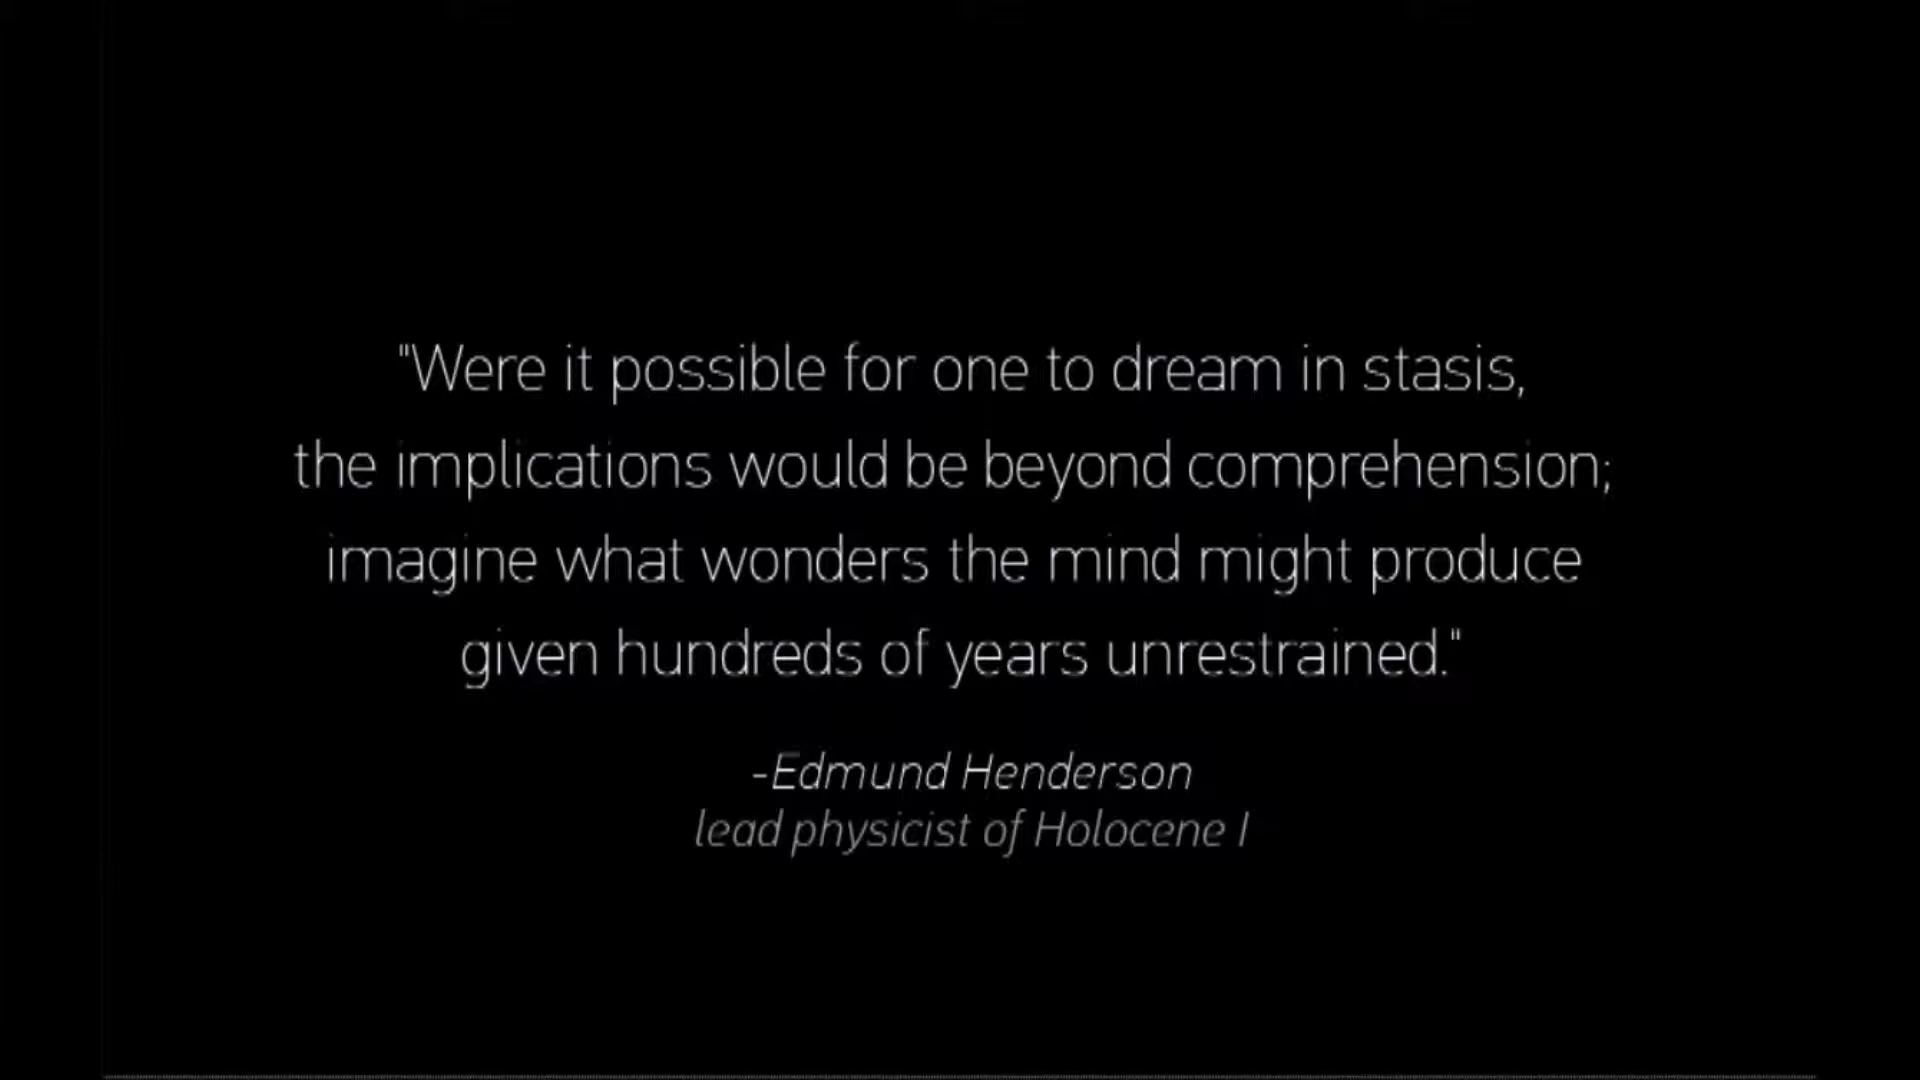 "Were it possible for one to dream in stasis,
the implications would be beyond comprehension;
imagine what wonders the mind might produce
given hundreds of years unrestrained."
-Edmund Henderson
lead physicist of Holocene I